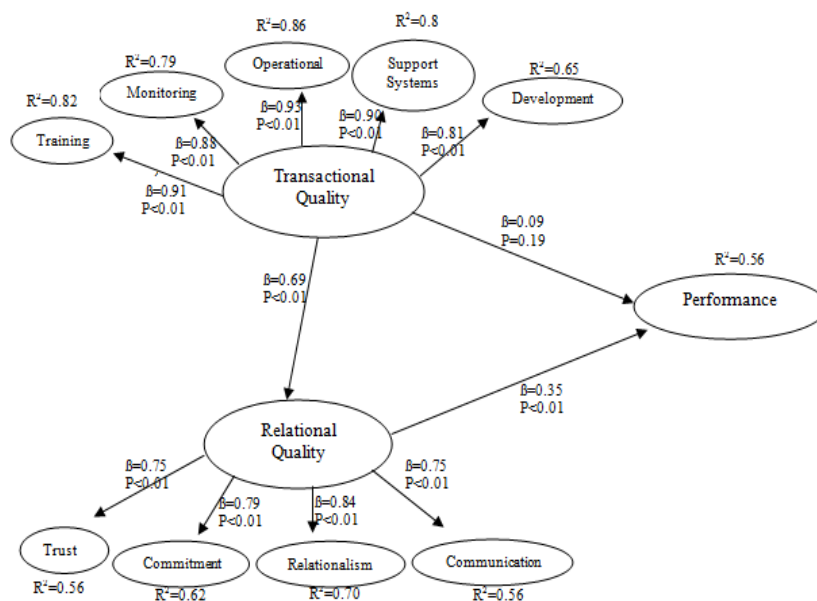 R²=0.86
R²=0.8
R²=0.79
Operational
Support
Systems
R²=0.65
Monitoring
Development
R²=0.82
Training
ß=0.93
P<0.01
ß=0.90
P<0.01
ß=0.88
P<0.01
ß=0.81
P<0.01
ß=0.91
P<0.01
Transactional
Quality
ß=0.09
P=0.19
R²=0.56
Performance
ß=0.69
P<0.01
ß=0.35
P<0.01
Relational
Quality
ß=0.75
P<0.01
ß=0.79
P<0.01
ß=0.84
P<0.01
ß=0.75
P<0.01
Trust
Commitment
Relationalism
Communication
R²=0.56
R²=0.62
R²=0.70
R²=0.56